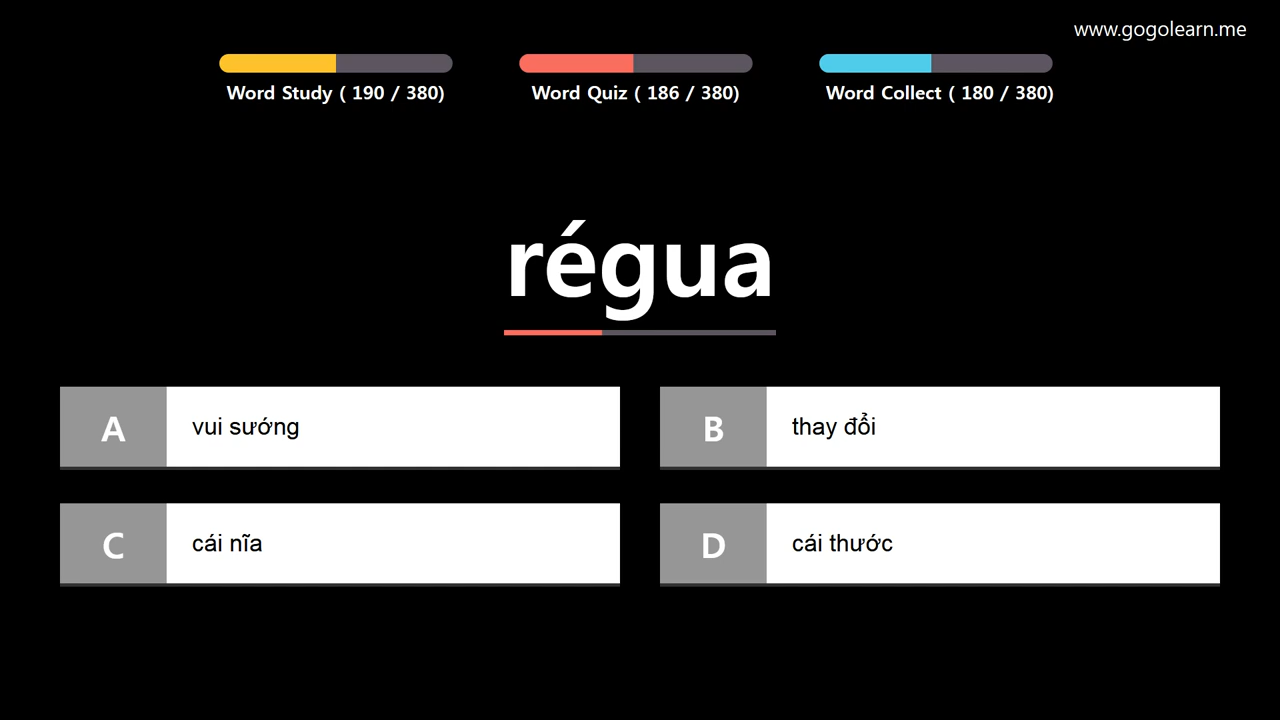 www.gogolearn.me
Word Study ( 190 / 380)
Word Quiz ( 186 / 380)
Word Collect ( 180 / 380)
régua
A vui sướng
B thay đổi
C cái nĩa
D cái thước